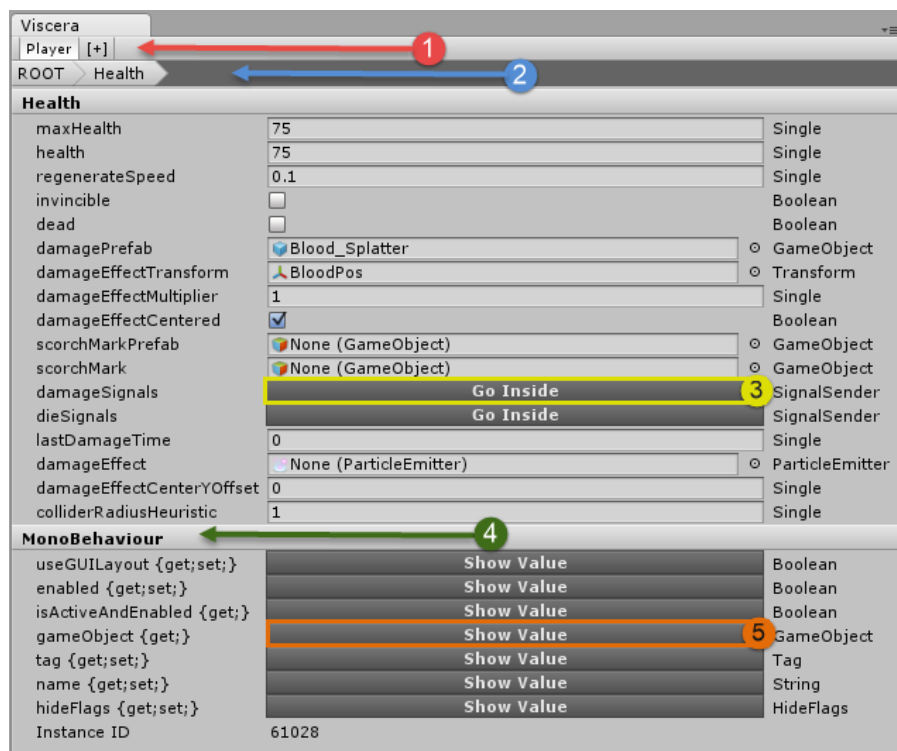 Viscera
Player [+] 1
ROOT Health 2
Health
maxHealth 75 Single
health 75 Single
regenerateSpeed 0.1 Single
invincible Boolean
dead Boolean
damagePrefab Blood_Splatter GameObject
damageEffectTransform BloodPos Transform
damageEffectMultiplier 1 Single
damageEffectCentered Boolean
scorchMarkPrefab None (GameObject) GameObject
scorchMark None (GameObject) GameObject
damageSignals Go Inside 3 SignalSender
dieSignals Go Inside SignalSender
lastDamageTime 0 Single
damageEffect None (ParticleEmitter) ParticleEmitter
damageEffectCenterYOffset 0 Single
colliderRadiusHeuristic 1 Single
MonoBehaviour 4
useGUILayout {get;set;} Show Value Boolean
enabled {get;set;} Show Value Boolean
isActiveAndEnabled {get;} Show Value Boolean
gameObject {get;} Show Value 5 GameObject
tag {get;set;} Show Value Tag
name {get;set;} Show Value String
hideFlags {get;set;} Show Value HideFlags
Instance ID 61028